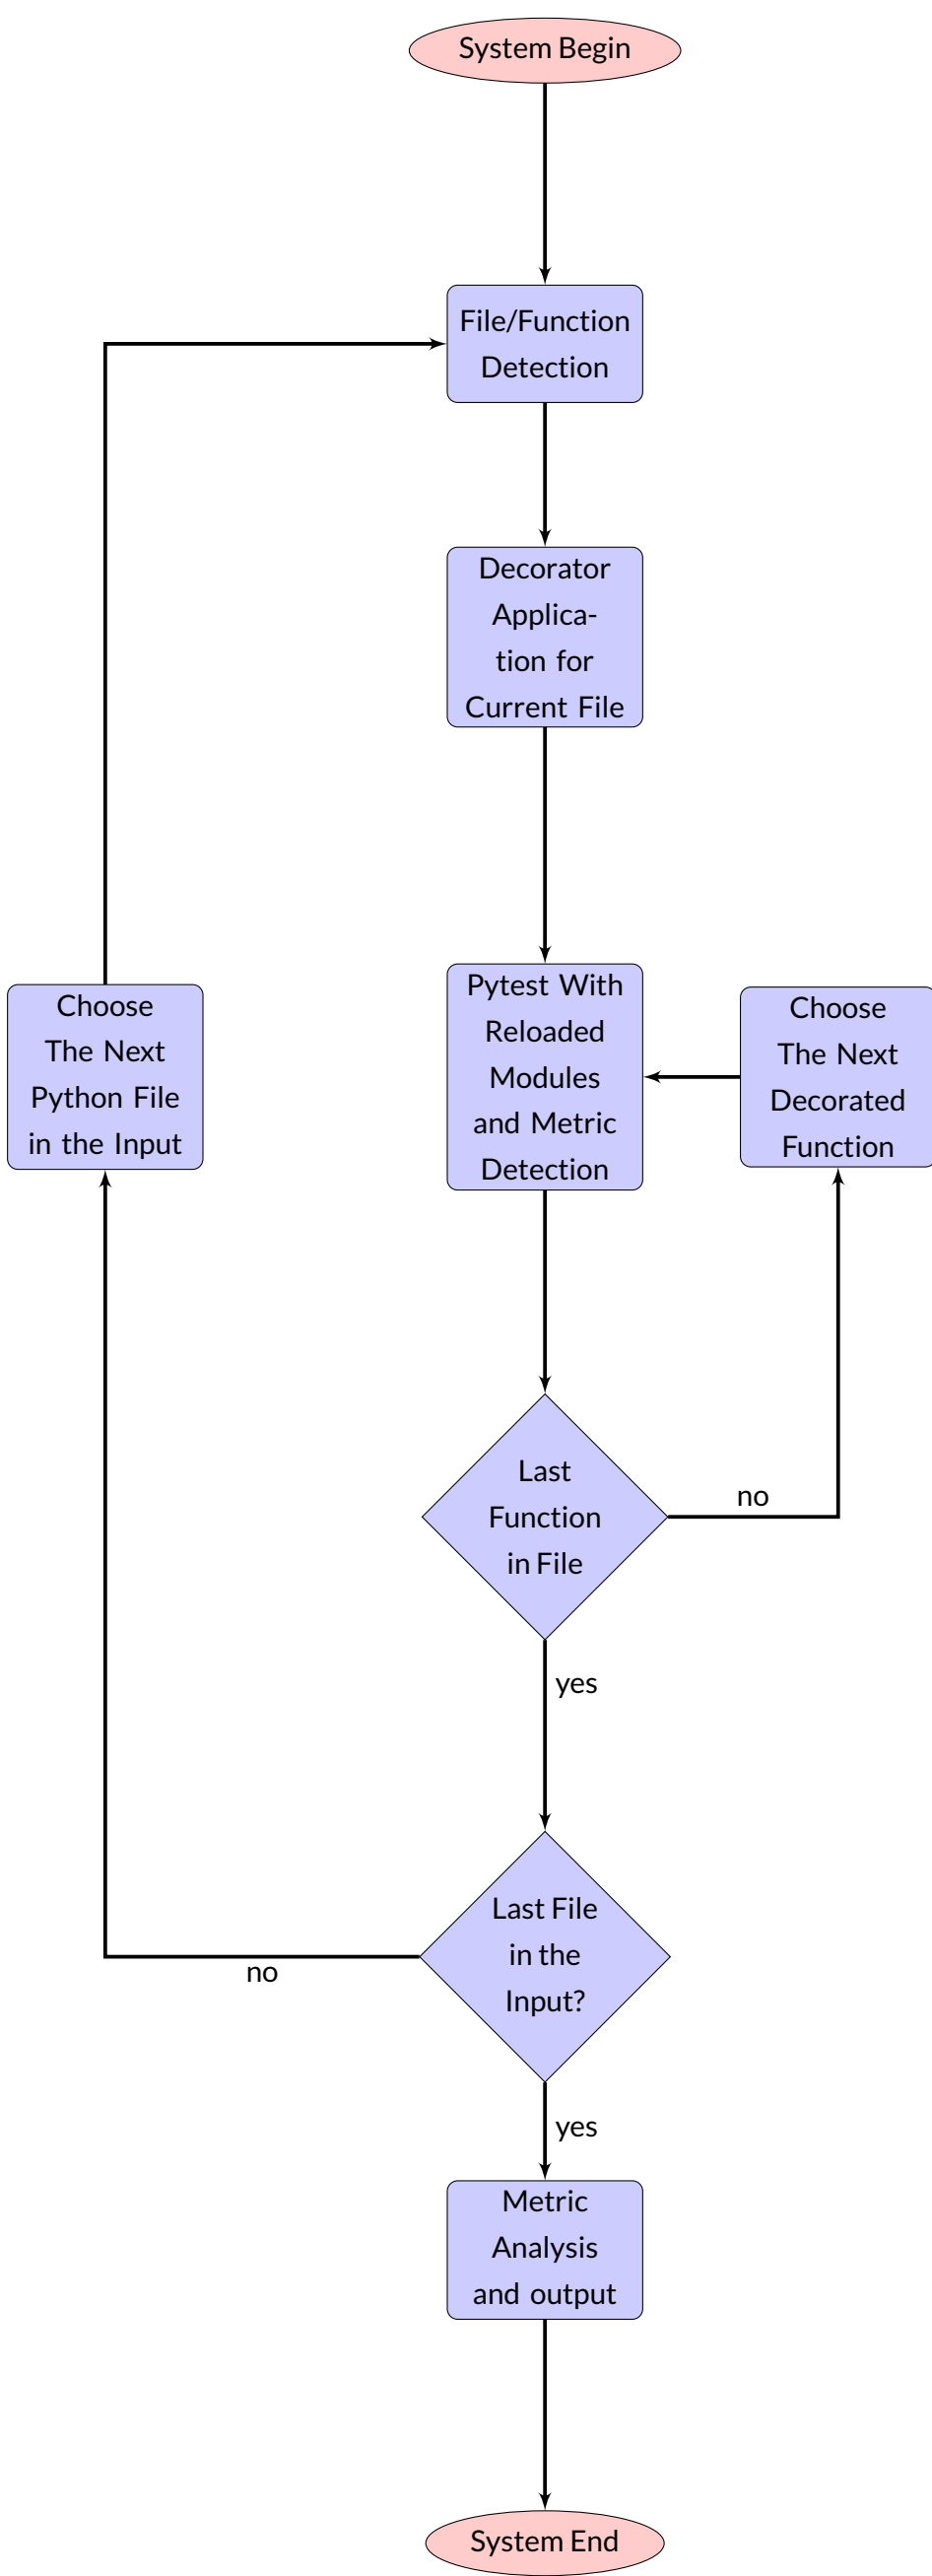 System Begin
File/Function
Detection
Decorator
Applica-
tion for
Current File
Choose
The Next
Python File
in the Input
Pytest With
Reloaded
Modules
and Metric
Detection
Choose
The Next
Decorated
Function
Last
Function
in File
no
yes
Last File
in the
Input?
no
yes
Metric
Analysis
and output
System End